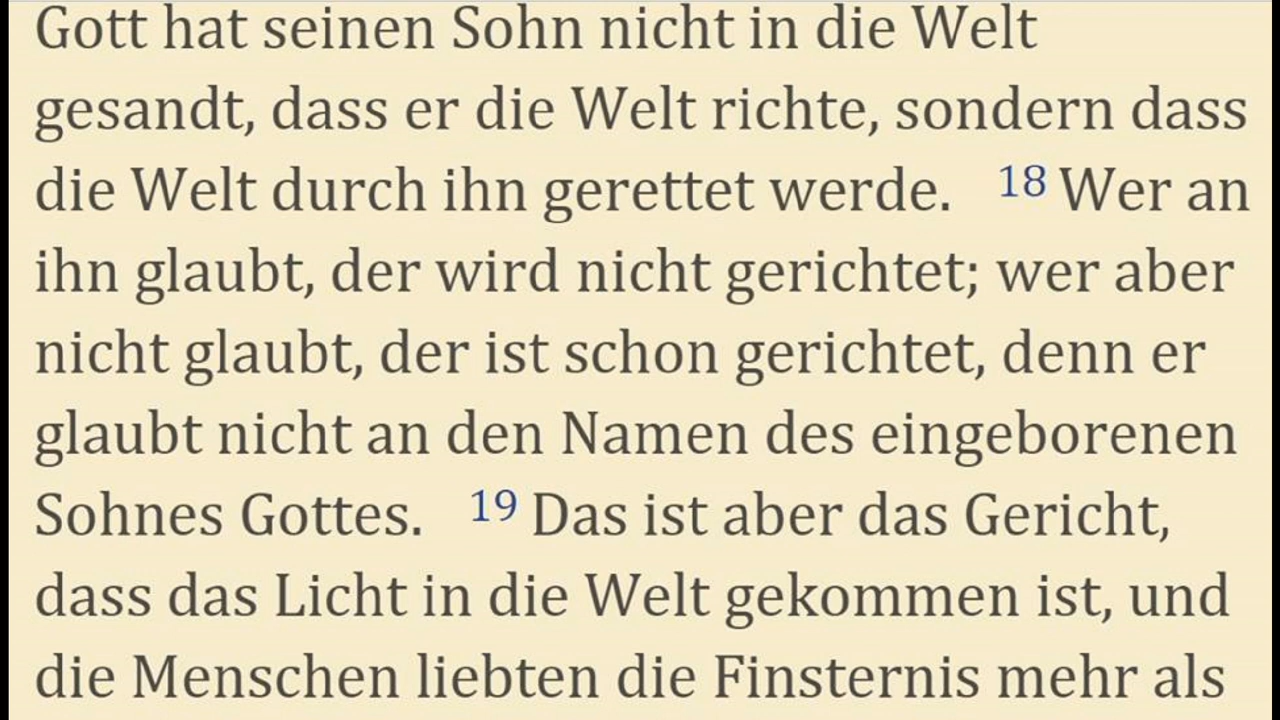 Gott hat seinen Sohn nicht in die Welt
gesandt, dass er die Welt richte, sondern dass
die Welt durch ihn gerettet werde. 18 Wer an
ihn glaubt, der wird nicht gerichtet; wer aber
nicht glaubt, der ist schon gerichtet, denn er
glaubt nicht an den Namen des eingeborenen
Sohnes Gottes. 19 Das ist aber das Gericht,
dass das Licht in die Welt gekommen ist, und
die Menschen liebten die Finsternis mehr als